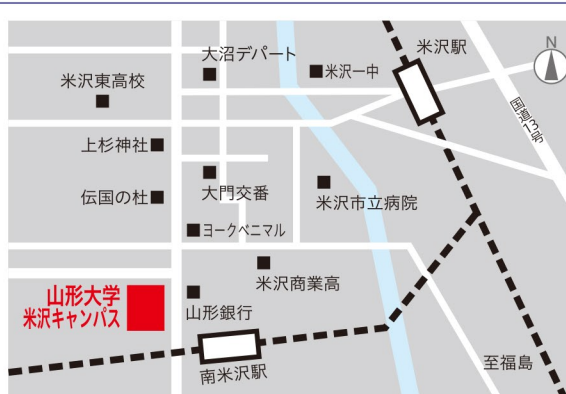 大沼デパート
米沢駅
N
米沢一中
米沢東高校
国道13号
上杉神社
大門交番
伝国の杜
米沢市立病院
ヨークベニマル
米沢商業高
山形大学
米沢キャンパス
山形銀行
南米沢駅
至福島